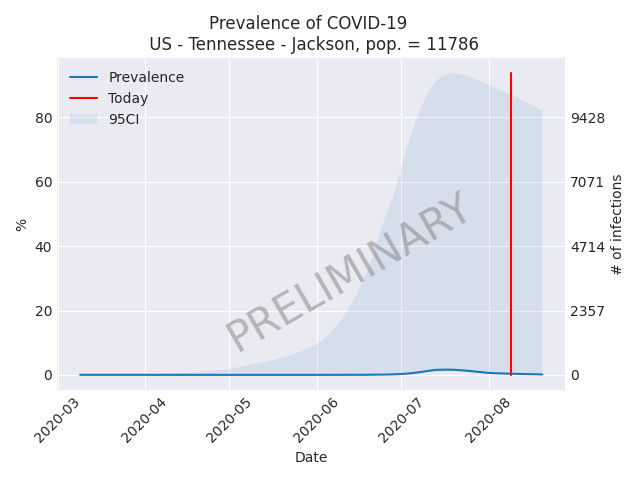 Prevalence of COVID-19
US - Tennessee - Jackson, pop. = 11786
Prevalence
Today
95CI
80
60
40
20
0
%
9428
7071
4714
2357
0
# of infections
PRELIMINARY
2020-03
2020-04
2020-05
2020-06
2020-07
2020-08
Date